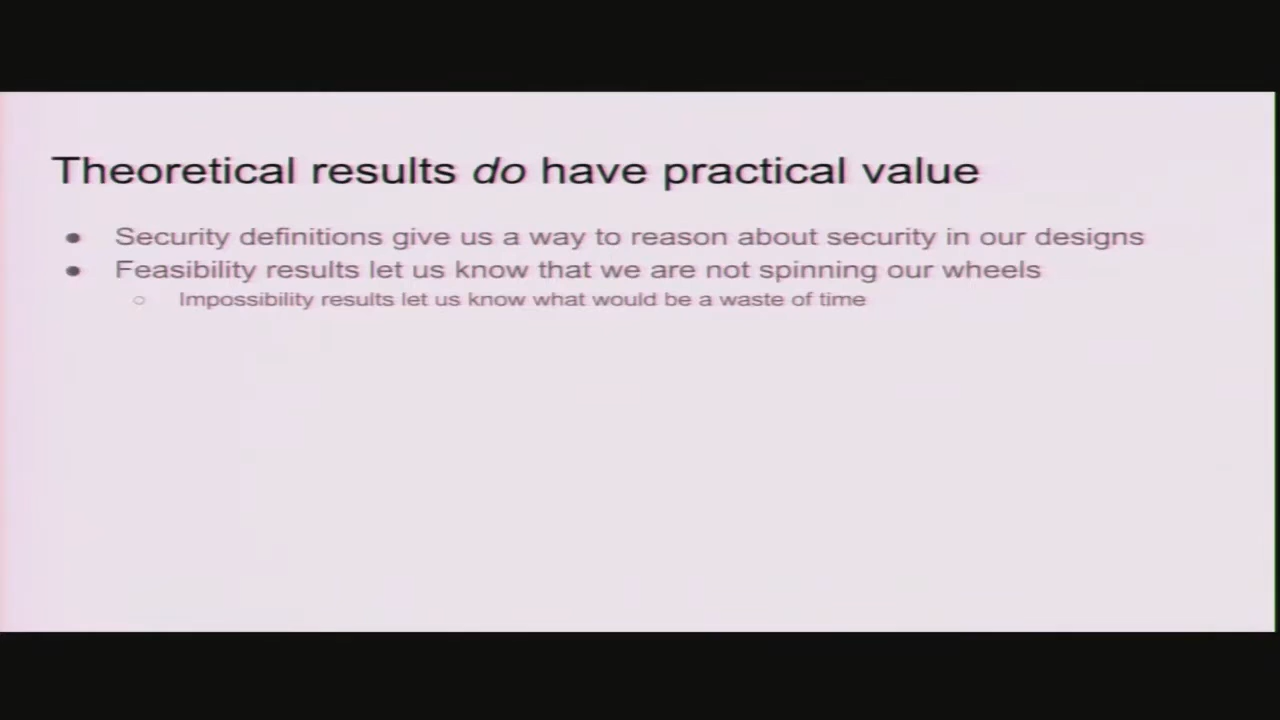 Theoretical results do have practical value
● Security definitions give us a way to reason about security in our designs
● Feasibility results let us know that we are not spinning our wheels
○ Impossibility results let us know what would be a waste of time